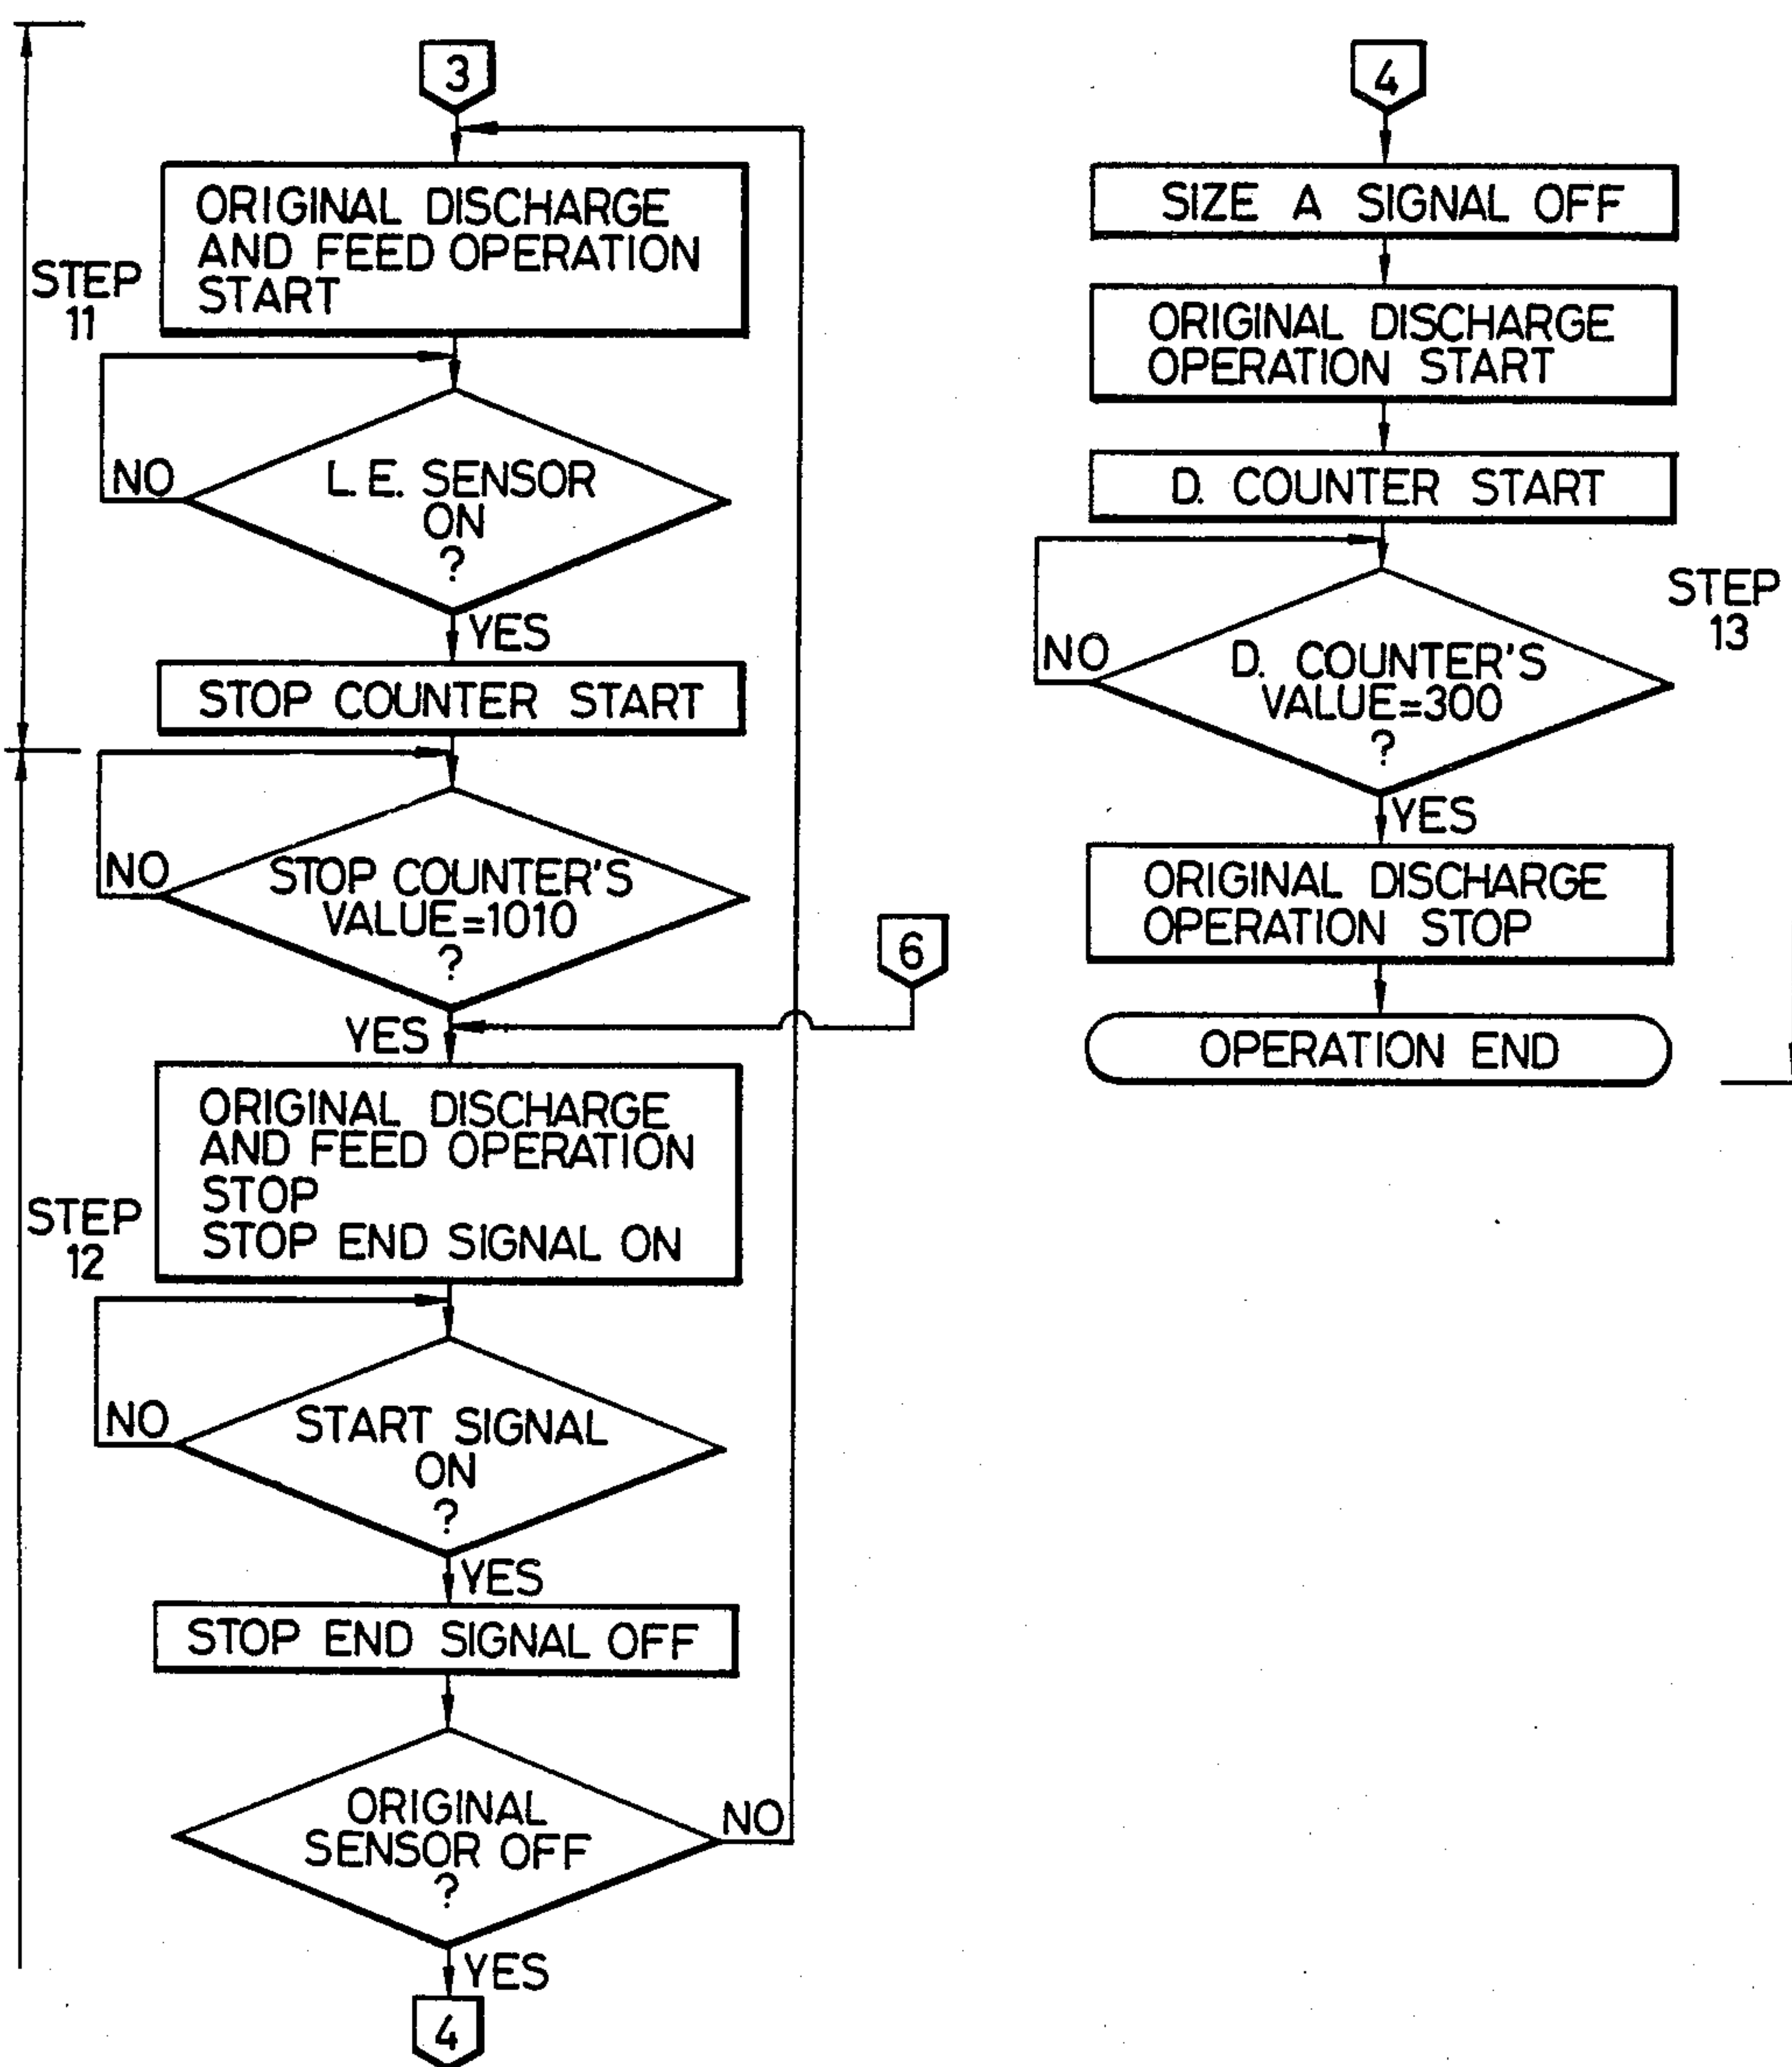 3
ORIGINAL DISCHARGE
AND FEED OPERATION
START
STEP
11
NO
L.E. SENSOR
ON
?
YES
STOP COUNTER START
NO
STOP COUNTER'S
VALUE=1010
?
6
YES
ORIGINAL DISCHARGE
AND FEED OPERATION
STOP
STOP END SIGNAL ON
STEP
12
NO
START SIGNAL
ON
?
YES
STOP END SIGNAL OFF
ORIGINAL
SENSOR OFF
?
NO
YES
4
4
SIZE A SIGNAL OFF
ORIGINAL DISCHARGE
OPERATION START
D. COUNTER START
STEP
13
NO
D. COUNTER'S
VALUE=300
?
YES
ORIGINAL DISCHARGE
OPERATION STOP
OPERATION END